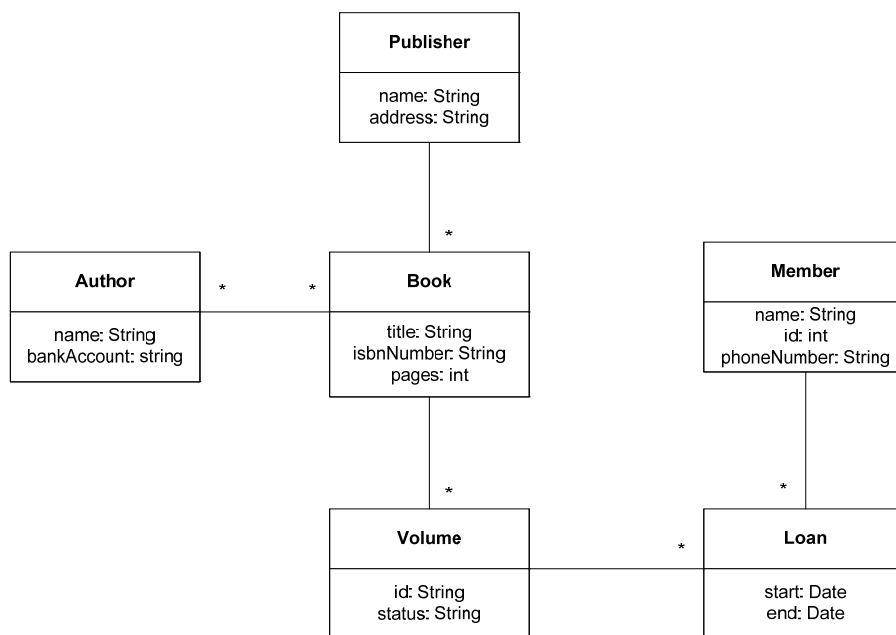 Publisher
name: String
address: String
*
Author
name: String
bankAccount: string
*
*
Book
title: String
isbnNumber: String
pages: int
Member
name: String
id: int
phoneNumber: String
*
*
Volume
id: String
status: String
*
Loan
start: Date
end: Date